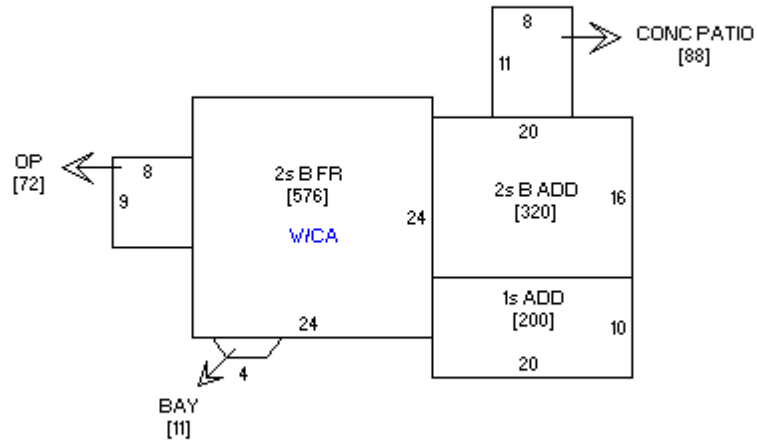 8
CONC PATIO
[88]
11
20
OP
[72]
8
9
2s B FR
[576]
W/CA
24
24
2s B ADD
[320]
16
1s ADD
[200]
10
20
4
BAY
[11]